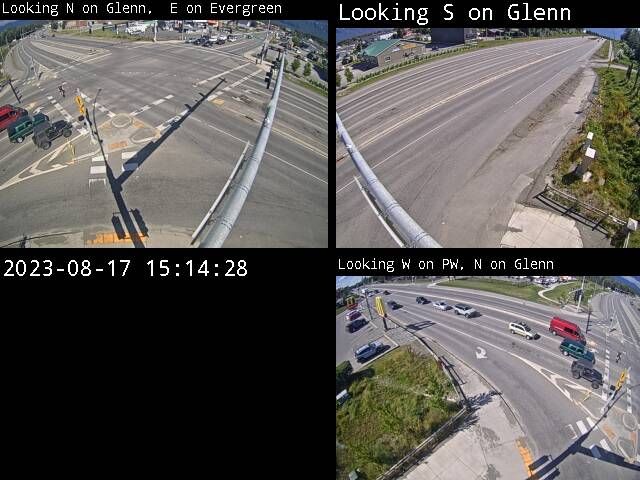 Looking N on Glenn, E on Evergreen
Looking S on Glenn
2023-08-17 15:14:28
Looking W on PW, N on Glenn